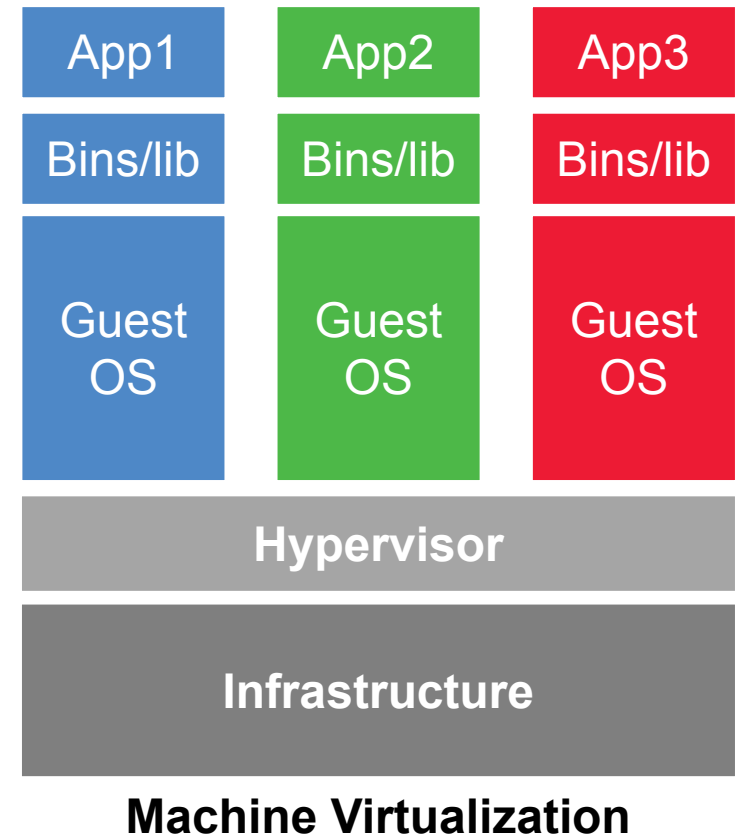 App1 App2 App3
Bins/lib Bins/lib Bins/lib
Guest OS Guest OS Guest OS
Hypervisor
Infrastructure
Machine Virtualization